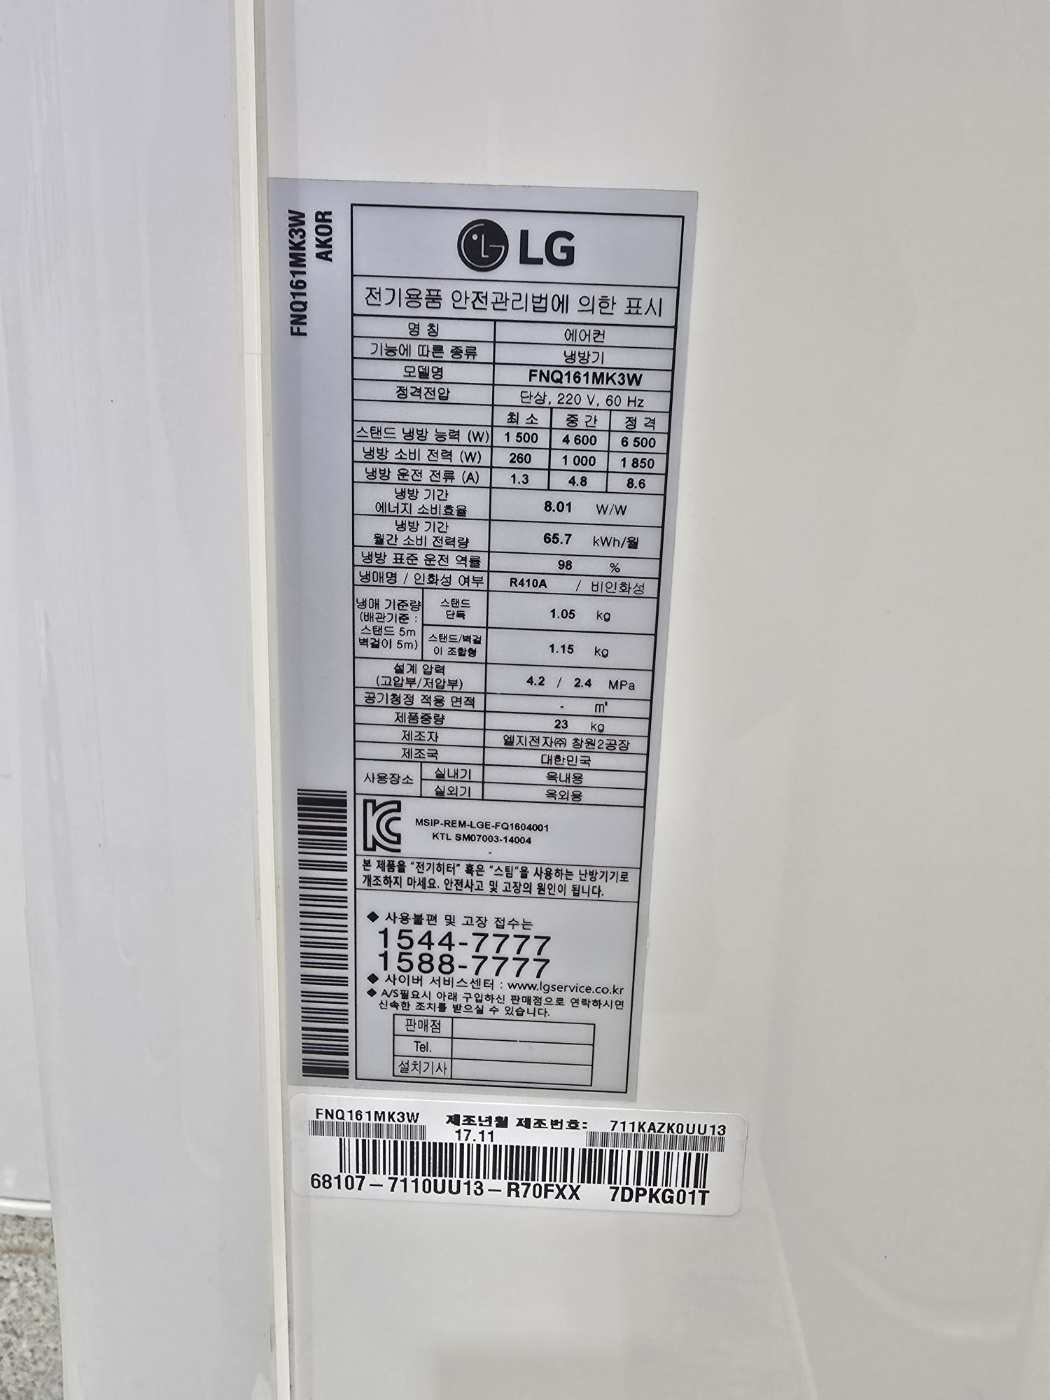 FNQ161MK3W
AKOR
LG
전기용품 안전관리법에 의한 표시
명 칭 에어컨
기능에 따른 종류 냉방기
모델명 FNQ161MK3W
정격전압 단상, 220 V, 60 Hz
최 소 중 간 정 격
스탠드 냉방 능력 (W) 1 500 4 600 6 500
냉방 소비 전력 (W) 260 1 000 1 850
냉방 운전 전류 (A) 1.3 4.8 8.6
냉방 기간
에너지 소비효율 8.01 W/W
냉방 기간
월간 소비 전력량 65.7 kWh/월
냉방 표준 운전 역률 98 %
냉매명 / 인화성 여부 R410A / 비인화성
냉매 기준량
(배관기준 :
스탠드 5m
벽걸이 5m)
스탠드
단독 1.05 kg
스탠드/벽걸
이 조합형 1.15 kg
설계 압력
(고압부/저압부) 4.2 / 2.4 MPa
공기청정 적용 면적 - ㎡
제품중량 23 kg
제조자 엘지전자㈜ 창원2공장
제조국 대한민국
사용장소 실내기 옥내용
실외기 옥외용
MSIP-REM-LGE-FQ1604001
KTL SM07003-14004
-
본 제품을 "전기히터" 혹은 "스팀"을 사용하는 난방기기로
개조하지 마세요. 안전사고 및 고장의 원인이 됩니다.
◆ 사용불편 및 고장 접수는
1544-7777
1588-7777
◆ 사이버 서비스센터 : www.lgservice.co.kr
◆ A/S필요시 아래 구입하신 판매점으로 연락하시면
신속한 조치를 받으실 수 있습니다.
판매점
Tel.
설치기사
FNQ161MK3W 제조년월 제조번호: 711KAZK0UU13
17.11
68107-7110UU13-R70FXX 7DPKG01T